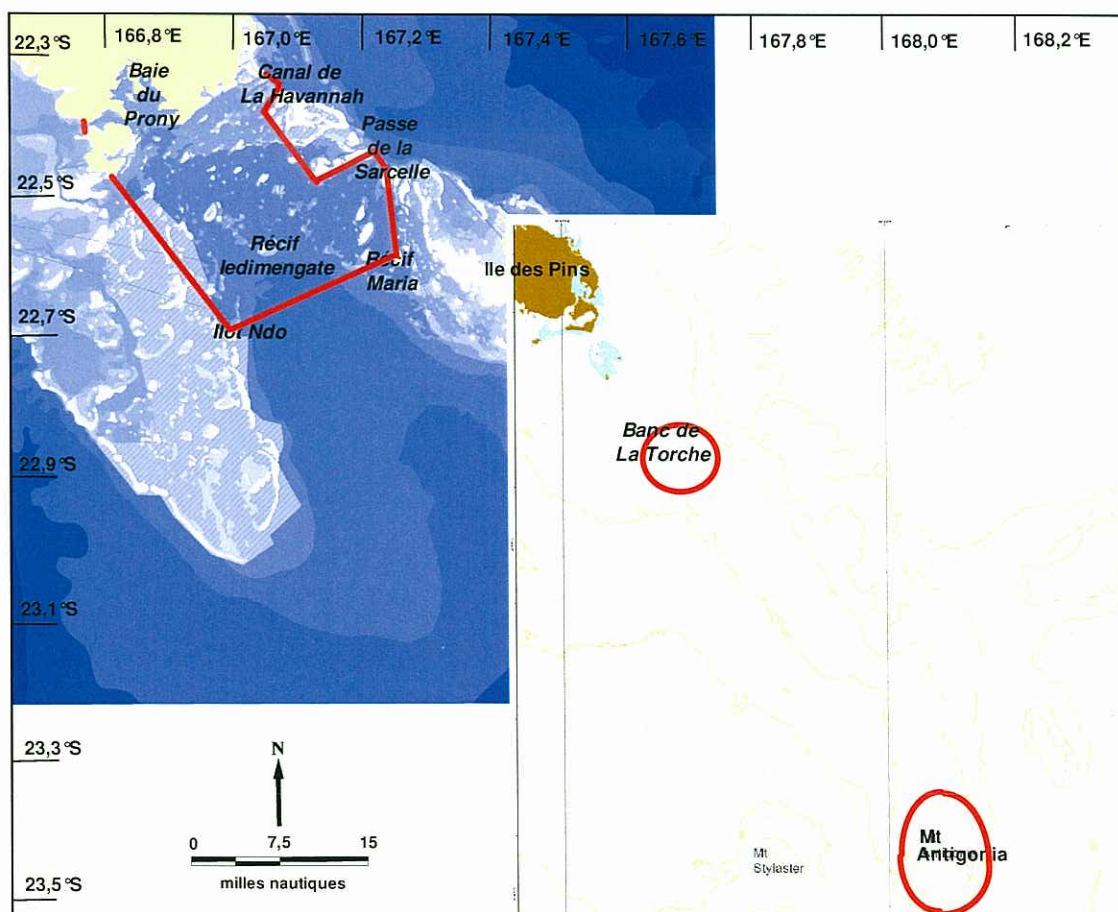 166,8°E
167,0°E
167,2°E
167,4°E
167,6°E
167,8°E
168,0°E
168,2°E
22,3°S
Baie
du
Prony
Canal de
La Havannah
Passe
de la
Sarcelle
22,5°S
Récif
Iedimengate
Récif
Maria
Ile des Pins
22,7°S
Ilot Ndo
Banc de
La Torche
22,9°S
23,1°S
23,3°S
N
0
7,5
15
milles nautiques
Mt
Stylaster
Mt
Antigonia
23,5°S